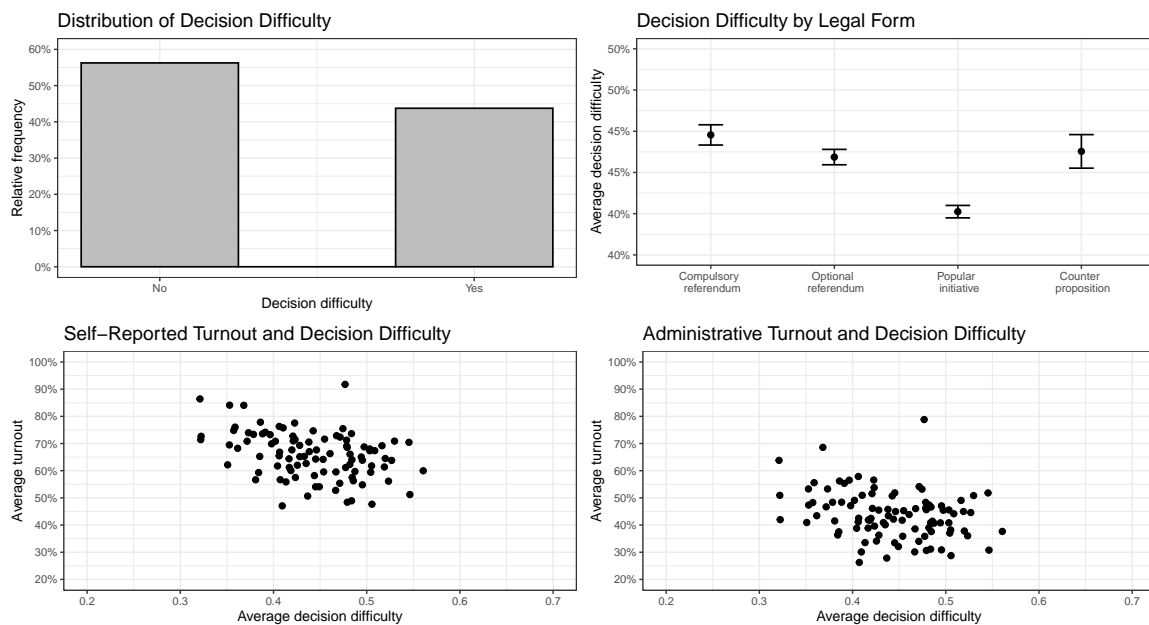 Distribution of Decision Difficulty
60%
50%
40%
30%
20%
10%
0%
Relative frequency
No
Yes
Decision difficulty
Decision Difficulty by Legal Form
50%
50%
45%
45%
40%
40%
Average decision difficulty
Compulsory
referendum
Optional
referendum
Popular
initiative
Counter
proposition
Self−Reported Turnout and Decision Difficulty
100%
90%
80%
70%
60%
50%
40%
30%
20%
Average turnout
0.2
0.3
0.4
0.5
0.6
0.7
Average decision difficulty
Administrative Turnout and Decision Difficulty
100%
90%
80%
70%
60%
50%
40%
30%
20%
Average turnout
0.2
0.3
0.4
0.5
0.6
0.7
Average decision difficulty